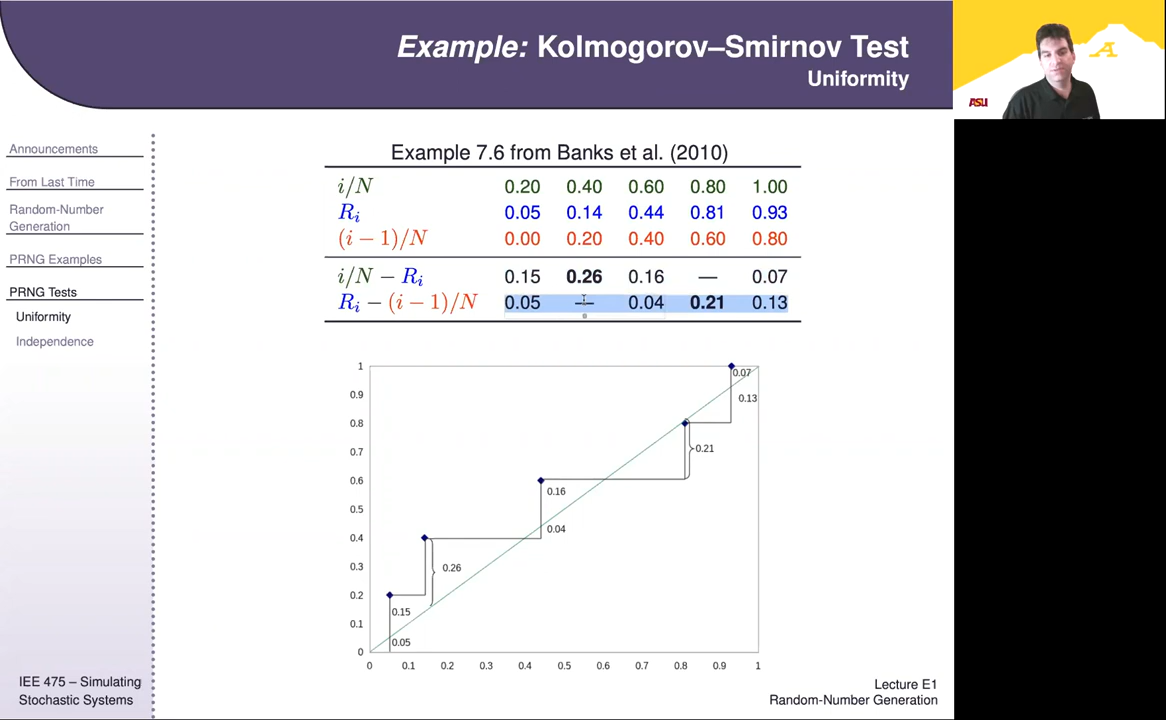 Example: Kolmogorov–Smirnov Test
Uniformity
ASU
A
Announcements
From Last Time
Random-Number
Generation
PRNG Examples
PRNG Tests
Uniformity
Independence
Example 7.6 from Banks et al. (2010)
i/N 0.20 0.40 0.60 0.80 1.00
R_i 0.05 0.14 0.44 0.81 0.93
(i − 1)/N 0.00 0.20 0.40 0.60 0.80
i/N − R_i 0.15 0.26 0.16 — 0.07
R_i − (i − 1)/N 0.05 — 0.04 0.21 0.13
1
0.9
0.8
0.7
0.6
0.5
0.4
0.3
0.2
0.1
0
0.07
0.13
0.21
0.16
0.04
0.26
0.15
0.05
0 0.1 0.2 0.3 0.4 0.5 0.6 0.7 0.8 0.9 1
IEE 475 – Simulating
Stochastic Systems
Lecture E1
Random-Number Generation